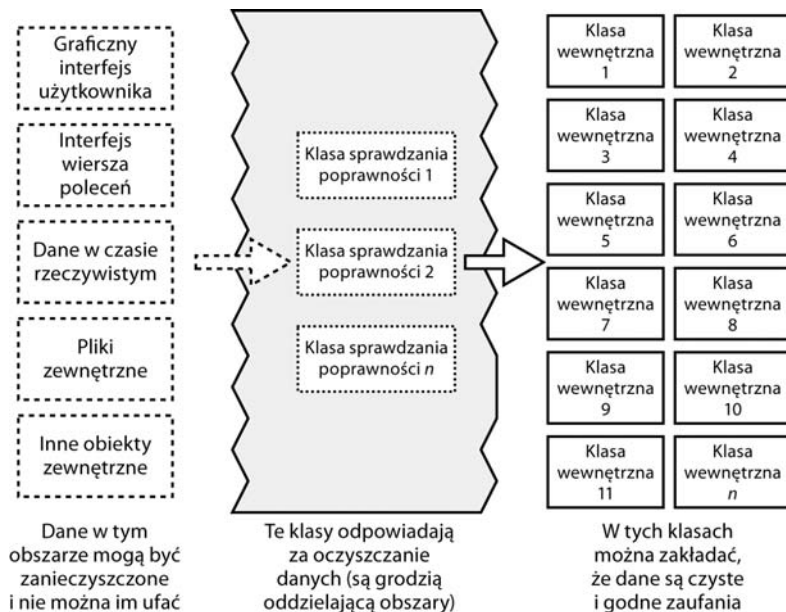 Graficzny
interfejs
użytkownika
Interfejs
wiersza
poleceń
Dane w czasie
rzeczywistym
Pliki
zewnętrzne
Inne obiekty
zewnętrzne
Dane w tym
obszarze mogą być
zanieczyszczone
i nie można im ufać
Klasa sprawdzania
poprawności 1
Klasa sprawdzania
poprawności 2
Klasa sprawdzania
poprawności n
Te klasy odpowiadają
za oczyszczanie
danych (są grodzią
oddzielającą obszary)
Klasa
wewnętrzna
1
Klasa
wewnętrzna
2
Klasa
wewnętrzna
3
Klasa
wewnętrzna
4
Klasa
wewnętrzna
5
Klasa
wewnętrzna
6
Klasa
wewnętrzna
7
Klasa
wewnętrzna
8
Klasa
wewnętrzna
9
Klasa
wewnętrzna
10
Klasa
wewnętrzna
11
Klasa
wewnętrzna
n
W tych klasach
można zakładać,
że dane są czyste
i godne zaufania